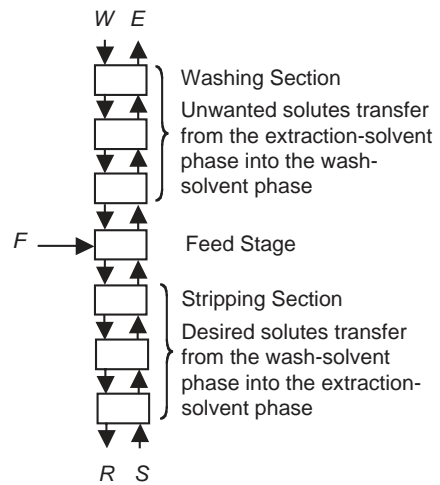 W E
Washing Section
Unwanted solutes transfer
from the extraction-solvent
phase into the wash-
solvent phase
F
Feed Stage
Stripping Section
Desired solutes transfer
from the wash-solvent
phase into the extraction-
solvent phase
R S